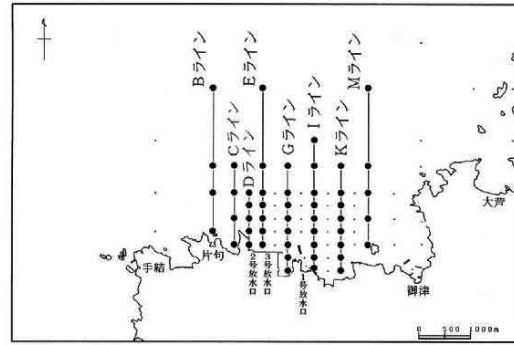 Bライン
Cライン
Dライン
Eライン
Gライン
Iライン
Kライン
Mライン
大芦
片句
手結
2号放水口
3号放水口
1号放水口
御津
0 500 1,000m